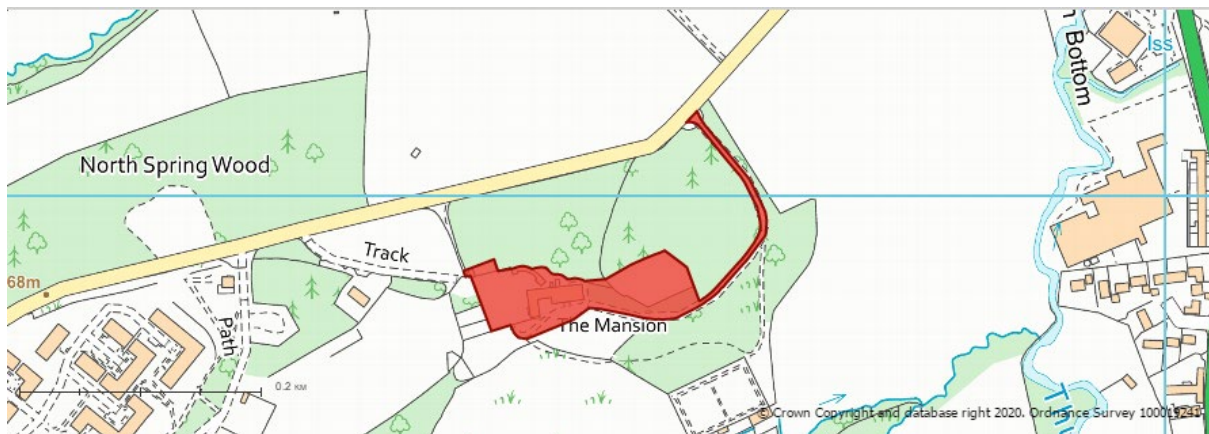 Iss
Bottom
North Spring Wood
Track
68m
Path
The Mansion
0.2 км
© Crown Copyright and database right 2020. Ordnance Survey 100019241